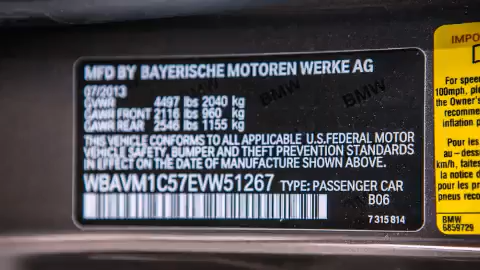 MFD BY BAYERISCHE MOTOREN WERKE AG
07/2013
GVWR 4497 lbs 2040 kg
GAWR FRONT 2116 lbs 960 kg
GAWR REAR 2546 lbs 1155 kg
THIS VEHICLE CONFORMS TO ALL APPLICABLE U.S.FEDERAL MOTOR
VEHICLE SAFETY, BUMPER, AND THEFT PREVENTION STANDARDS
IN EFFECT ON THE DATE OF MANUFACTURE SHOWN ABOVE.
WBAVM1C57EVW51267 TYPE: PASSENGER CAR
B06
7 315 814
BMW
BMW
BMW
IMPO
For spee
100mph, ple
the Owner's
recomme
inflation p
Pour
au-dess
km/h, faites
la notice d
pour les pr
pneus reco
BMW
6859729